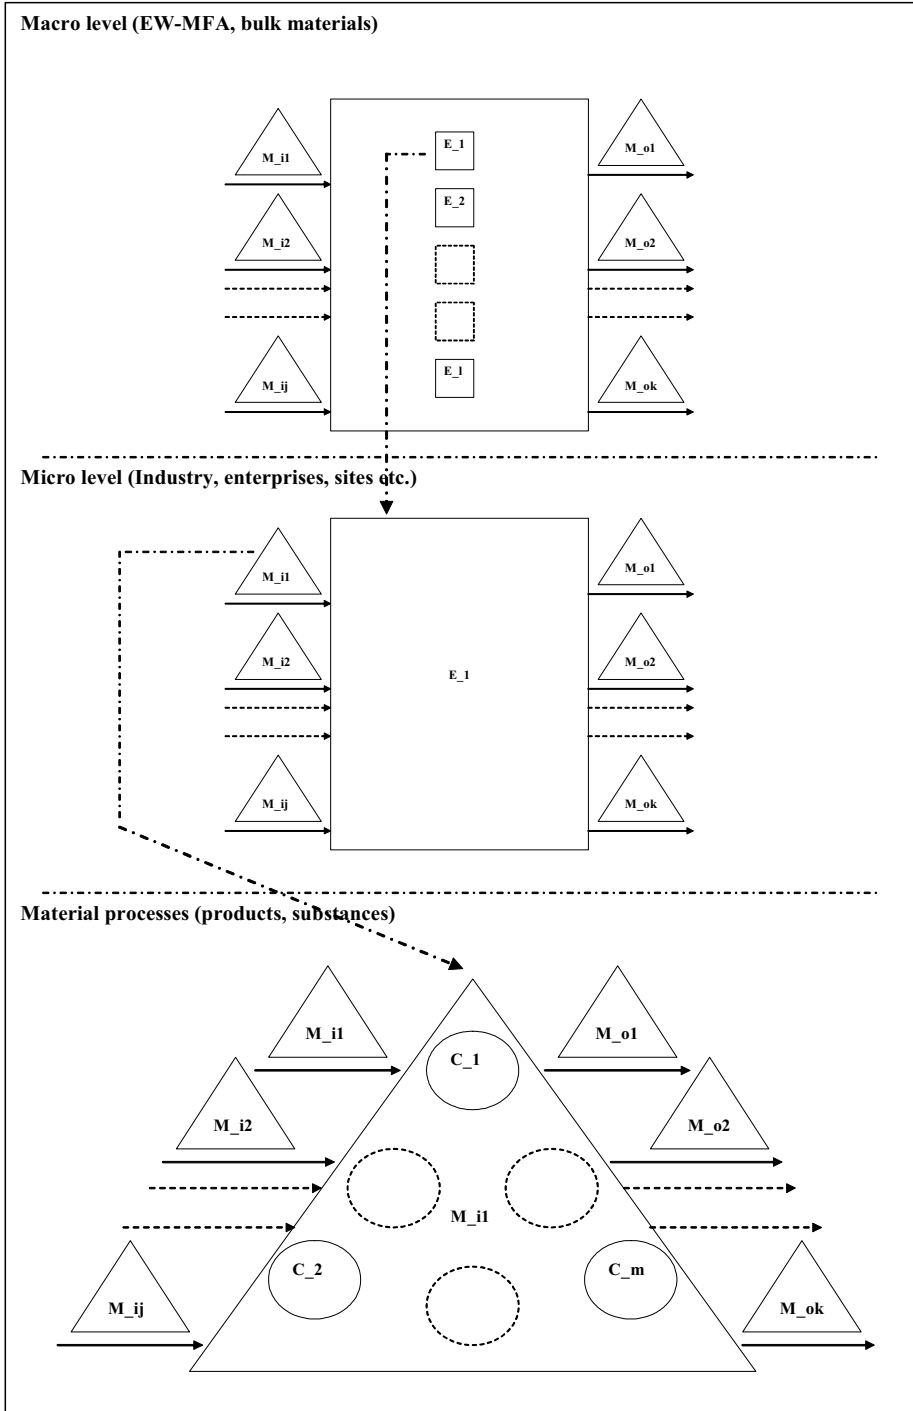 Macro level (EW-MFA, bulk materials)
M_i1
E_1
M_o1
E_2
M_i2
M_o2
M_ij
E_l
M_ok
Micro level (Industry, enterprises, sites etc.)
M_i1
M_o1
M_i2
M_o2
E_1
M_ij
M_ok
Material processes (products, substances)
M_i1
M_o1
C_1
M_i2
M_o2
M_i1
C_2
C_m
M_ij
M_ok